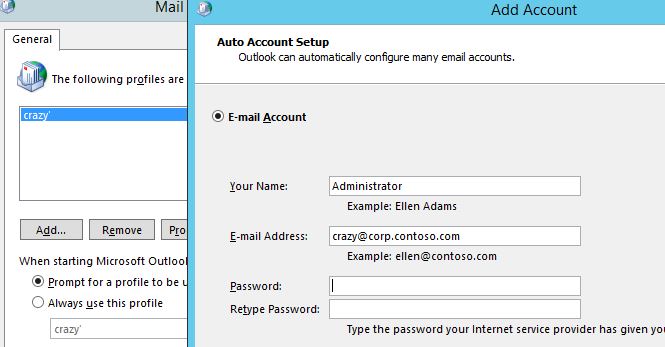 Mail
General
The following profiles are
crazy'
Add...
Remove
Pro
When starting Microsoft Outlook
Prompt for a profile to be u
Always use this profile
crazy'
Add Account
Auto Account Setup
Outlook can automatically configure many email accounts.
E-mail Account
Your Name:
Administrator
Example: Ellen Adams
E-mail Address:
crazy@corp.contoso.com
Example: ellen@contoso.com
Password:
Retype Password:
Type the password your Internet service provider has given you